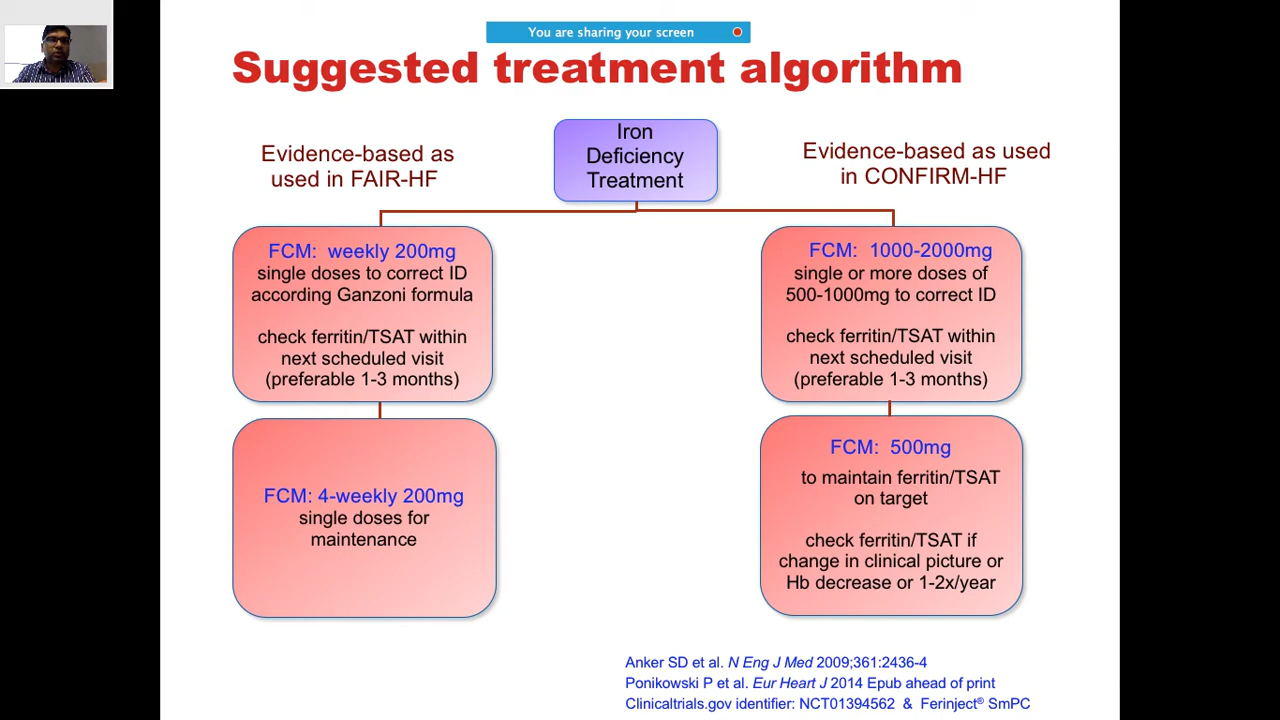 You are sharing your screen
Suggested treatment algorithm
Iron
Deficiency
Treatment
Evidence-based as
used in FAIR-HF
Evidence-based as used
in CONFIRM-HF
FCM: weekly 200mg
single doses to correct ID
according Ganzoni formula
check ferritin/TSAT within
next scheduled visit
(preferable 1-3 months)
FCM: 1000-2000mg
single or more doses of
500-1000mg to correct ID
check ferritin/TSAT within
next scheduled visit
(preferable 1-3 months)
FCM: 4-weekly 200mg
single doses for
maintenance
FCM: 500mg
to maintain ferritin/TSAT
on target
check ferritin/TSAT if
change in clinical picture or
Hb decrease or 1-2x/year
Anker SD et al. N Eng J Med 2009;361:2436-4
Ponikowski P et al. Eur Heart J 2014 Epub ahead of print
Clinicaltrials.gov identifier: NCT01394562 & Ferinject® SmPC